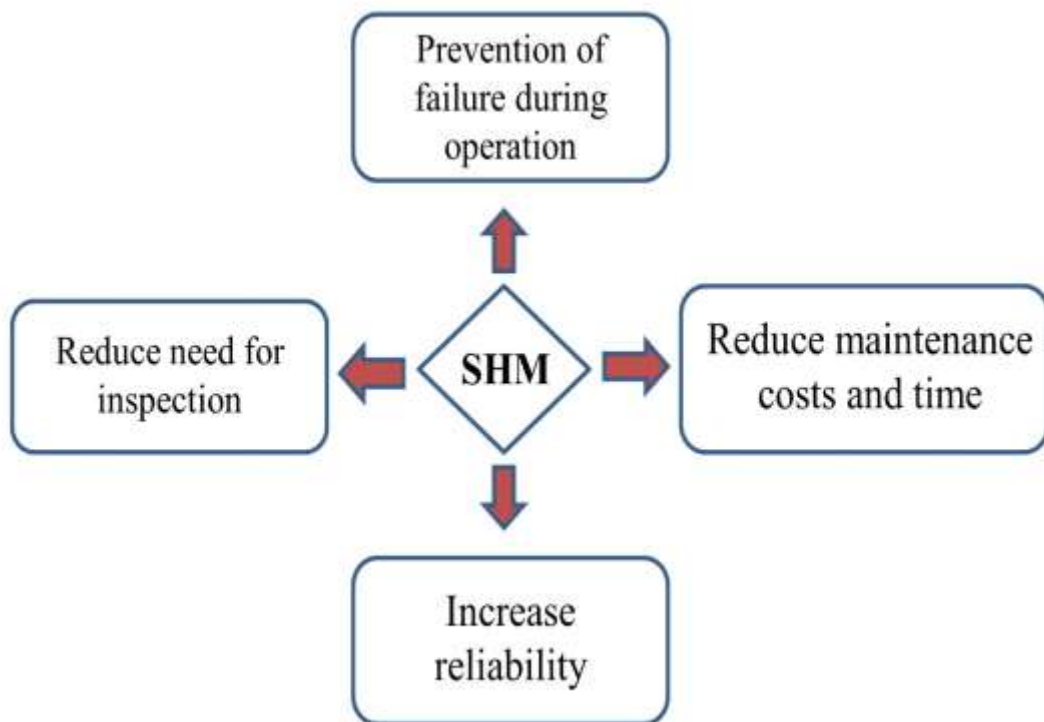 Prevention of
failure during
operation
Reduce need for
inspection
SHM
Reduce maintenance
costs and time
Increase
reliability